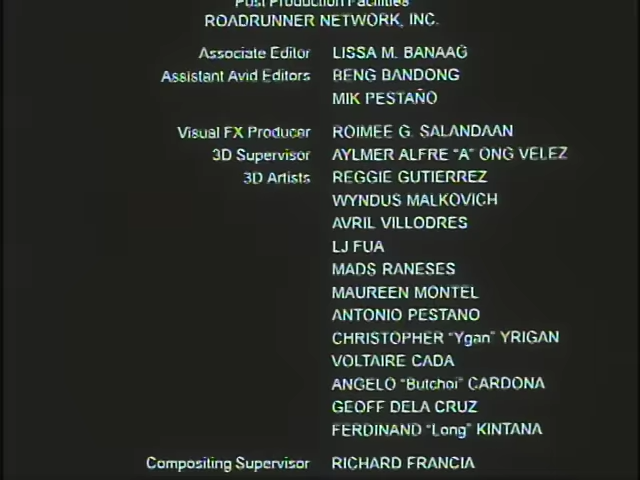 Post Production Facilities
ROADRUNNER NETWORK, INC.
Associate Editor LISSA M. BANAAG
Assistant Avid Editors BENG BANDONG
MIK PESTAÑO
Visual FX Producer ROIMEE G. SALANDAAN
3D Supervisor AYLMER ALFRE “A” ONG VELEZ
3D Artists REGGIE GUTIERREZ
WYNDUS MALKOVICH
AVRIL VILLODRES
LJ FUA
MADS RANESES
MAUREEN MONTEL
ANTONIO PESTANO
CHRISTOPHER “Ygan” YRIGAN
VOLTAIRE CADA
ANGELO “Butchoi” CARDONA
GEOFF DELA CRUZ
FERDINAND “Long” KINTANA
Compositing Supervisor RICHARD FRANCIA